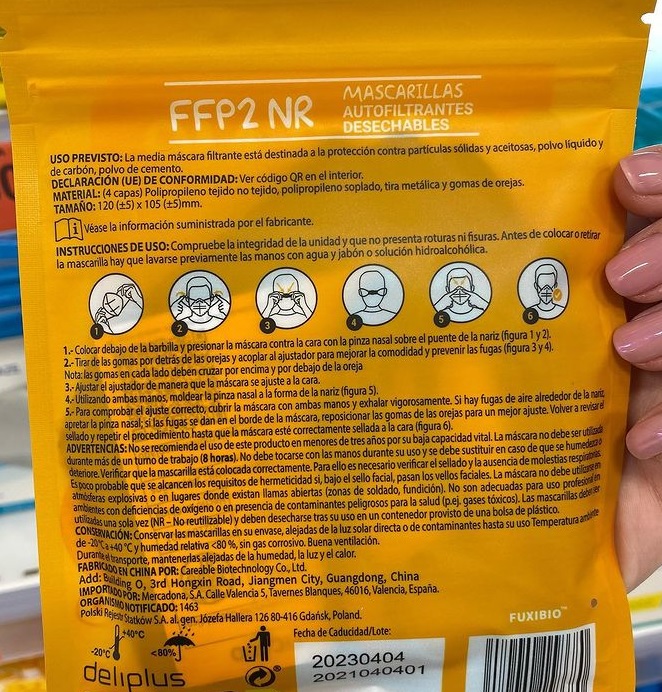 FFP2 NR
MASCARILLAS
AUTOFILTRANTES
DESECHABLES
USO PREVISTO: La media máscara filtrante está destinada a la protección contra partículas sólidas y aceitosas, polvo líquido y
de carbón, polvo de cemento.
DECLARACIÓN (UE) DE CONFORMIDAD: Ver código QR en el interior.
MATERIAL: (4 capas) Polipropileno tejido no tejido, polipropileno soplado, tira metálica y gomas de orejas.
TAMAÑO: 120 (±5) x 105 (±5)mm.
i Véase la información suministrada por el fabricante.
INSTRUCCIONES DE USO: Compruebe la integridad de la unidad y que no presenta roturas ni fisuras. Antes de colocar o retirar
la mascarilla hay que lavarse previamente las manos con agua y jabón o solución hidroalcohólica.
1 2 3 4 5 6
1.- Colocar debajo de la barbilla y presionar la máscara contra la cara con la pinza nasal sobre el puente de la nariz (figura 1 y 2).
2.- Tirar de las gomas por detrás de las orejas y acoplar al ajustador para mejorar la comodidad y prevenir las fugas (figura 3 y 4).
Nota: las gomas en cada lado deben cruzar por encima y por debajo de la oreja
3.- Ajustar el ajustador de manera que la máscara se ajuste a la cara.
4.- Utilizando ambas manos, moldear la pinza nasal a la forma de la nariz (figura 5).
5.- Para comprobar el ajuste correcto, cubrir la máscara con ambas manos y exhalar vigorosamente. Si hay fugas de aire alrededor de la nariz,
apretar la pinza nasal; si las fugas se dan en el borde de la máscara, reposicionar las gomas de las orejas para un mejor ajuste. Volver a revisar el
sellado y repetir el procedimiento hasta que la máscara esté correctamente sellada a la cara (figura 6).
ADVERTENCIAS: No se recomienda el uso de este producto en menores de tres años por su baja capacidad vital. La máscara no debe ser utilizada
durante más de un turno de trabajo (8 horas). No debe tocarse con las manos durante su uso y se debe sustituir en caso de que se humedezca o
deteriore. Verificar que la mascarilla está colocada correctamente. Para ello es necesario verificar el sellado y la ausencia de molestias respiratorias.
Es poco probable que se alcancen los requisitos de hermeticidad si, bajo el sello facial, pasan los vellos faciales. La máscara no debe utilizarse en
atmósferas explosivas o en lugares donde existan llamas abiertas (zonas de soldado, fundición). No son adecuadas para uso profesional en
ambientes con deficiencias de oxígeno o en presencia de contaminantes peligrosos para la salud (p.ej. gases tóxicos). Las mascarillas deben ser
utilizadas una sola vez (NR – No reutilizable) y deben desecharse tras su uso en un contenedor provisto de una bolsa de plástico.
CONSERVACIÓN: Conservar las mascarillas en su envase, alejadas de la luz solar directa o de contaminantes hasta su uso Temperatura ambiente
de -20°C a +40 °C y humedad relativa <80 %, sin gas corrosivo. Buena ventilación.
Durante el transporte, mantenerlas alejadas de la humedad, la luz y el calor.
FABRICADO EN CHINA POR: Careable Biotechnology Co., Ltd.
Add: Building O, 3rd Hongxin Road, Jiangmen City, Guangdong, China
IMPORTADO POR: Mercadona, S.A. Calle Valencia 5, Tavernes Blanques, 46016, Valencia, España.
ORGANISMO NOTIFICADO: 1463
Polski Rejestr Statków S.A. al. gen. Józefa Hallera 126 80-416 Gdańsk, Poland.
FUXIBIO™
+40°C
-20°C
<80%
Fecha de Caducidad/Lote:
20230404
2021040401
deliplus